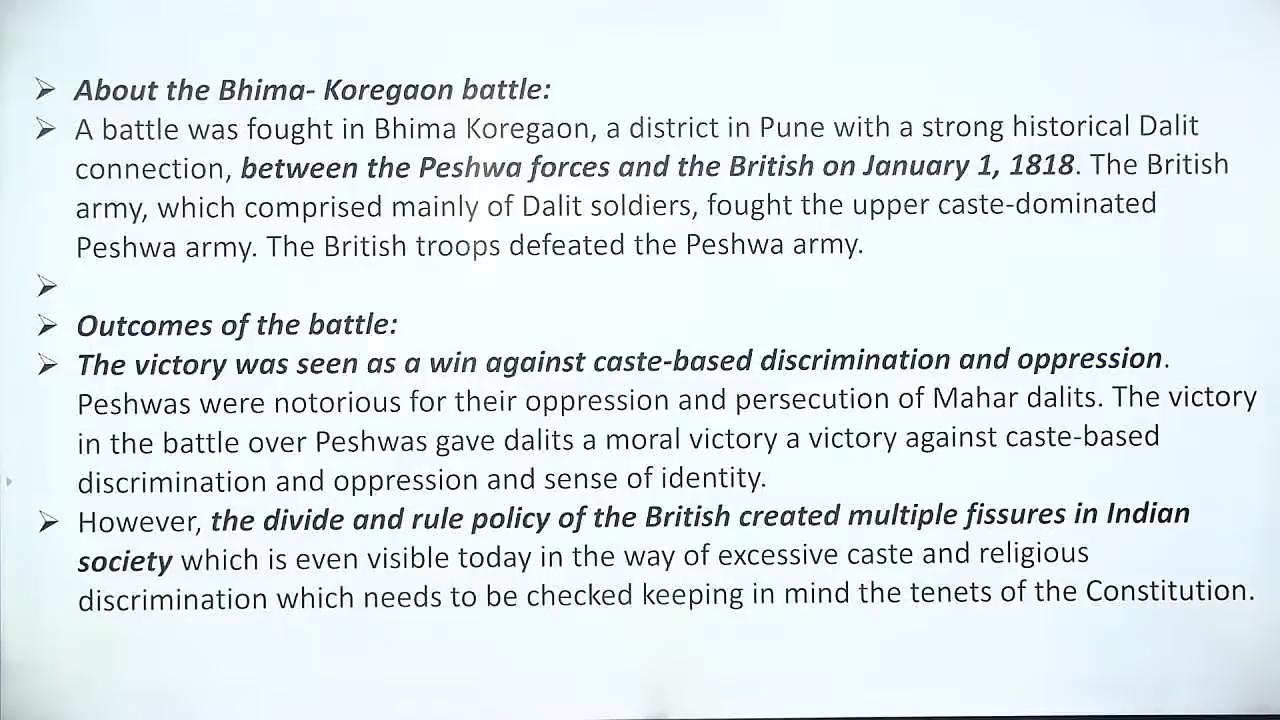 ➢ About the Bhima- Koregaon battle:
➢ A battle was fought in Bhima Koregaon, a district in Pune with a strong historical Dalit
connection, between the Peshwa forces and the British on January 1, 1818. The British
army, which comprised mainly of Dalit soldiers, fought the upper caste-dominated
Peshwa army. The British troops defeated the Peshwa army.
➢
➢ Outcomes of the battle:
➢ The victory was seen as a win against caste-based discrimination and oppression.
Peshwas were notorious for their oppression and persecution of Mahar dalits. The victory
in the battle over Peshwas gave dalits a moral victory a victory against caste-based
discrimination and oppression and sense of identity.
➢ However, the divide and rule policy of the British created multiple fissures in Indian
society which is even visible today in the way of excessive caste and religious
discrimination which needs to be checked keeping in mind the tenets of the Constitution.